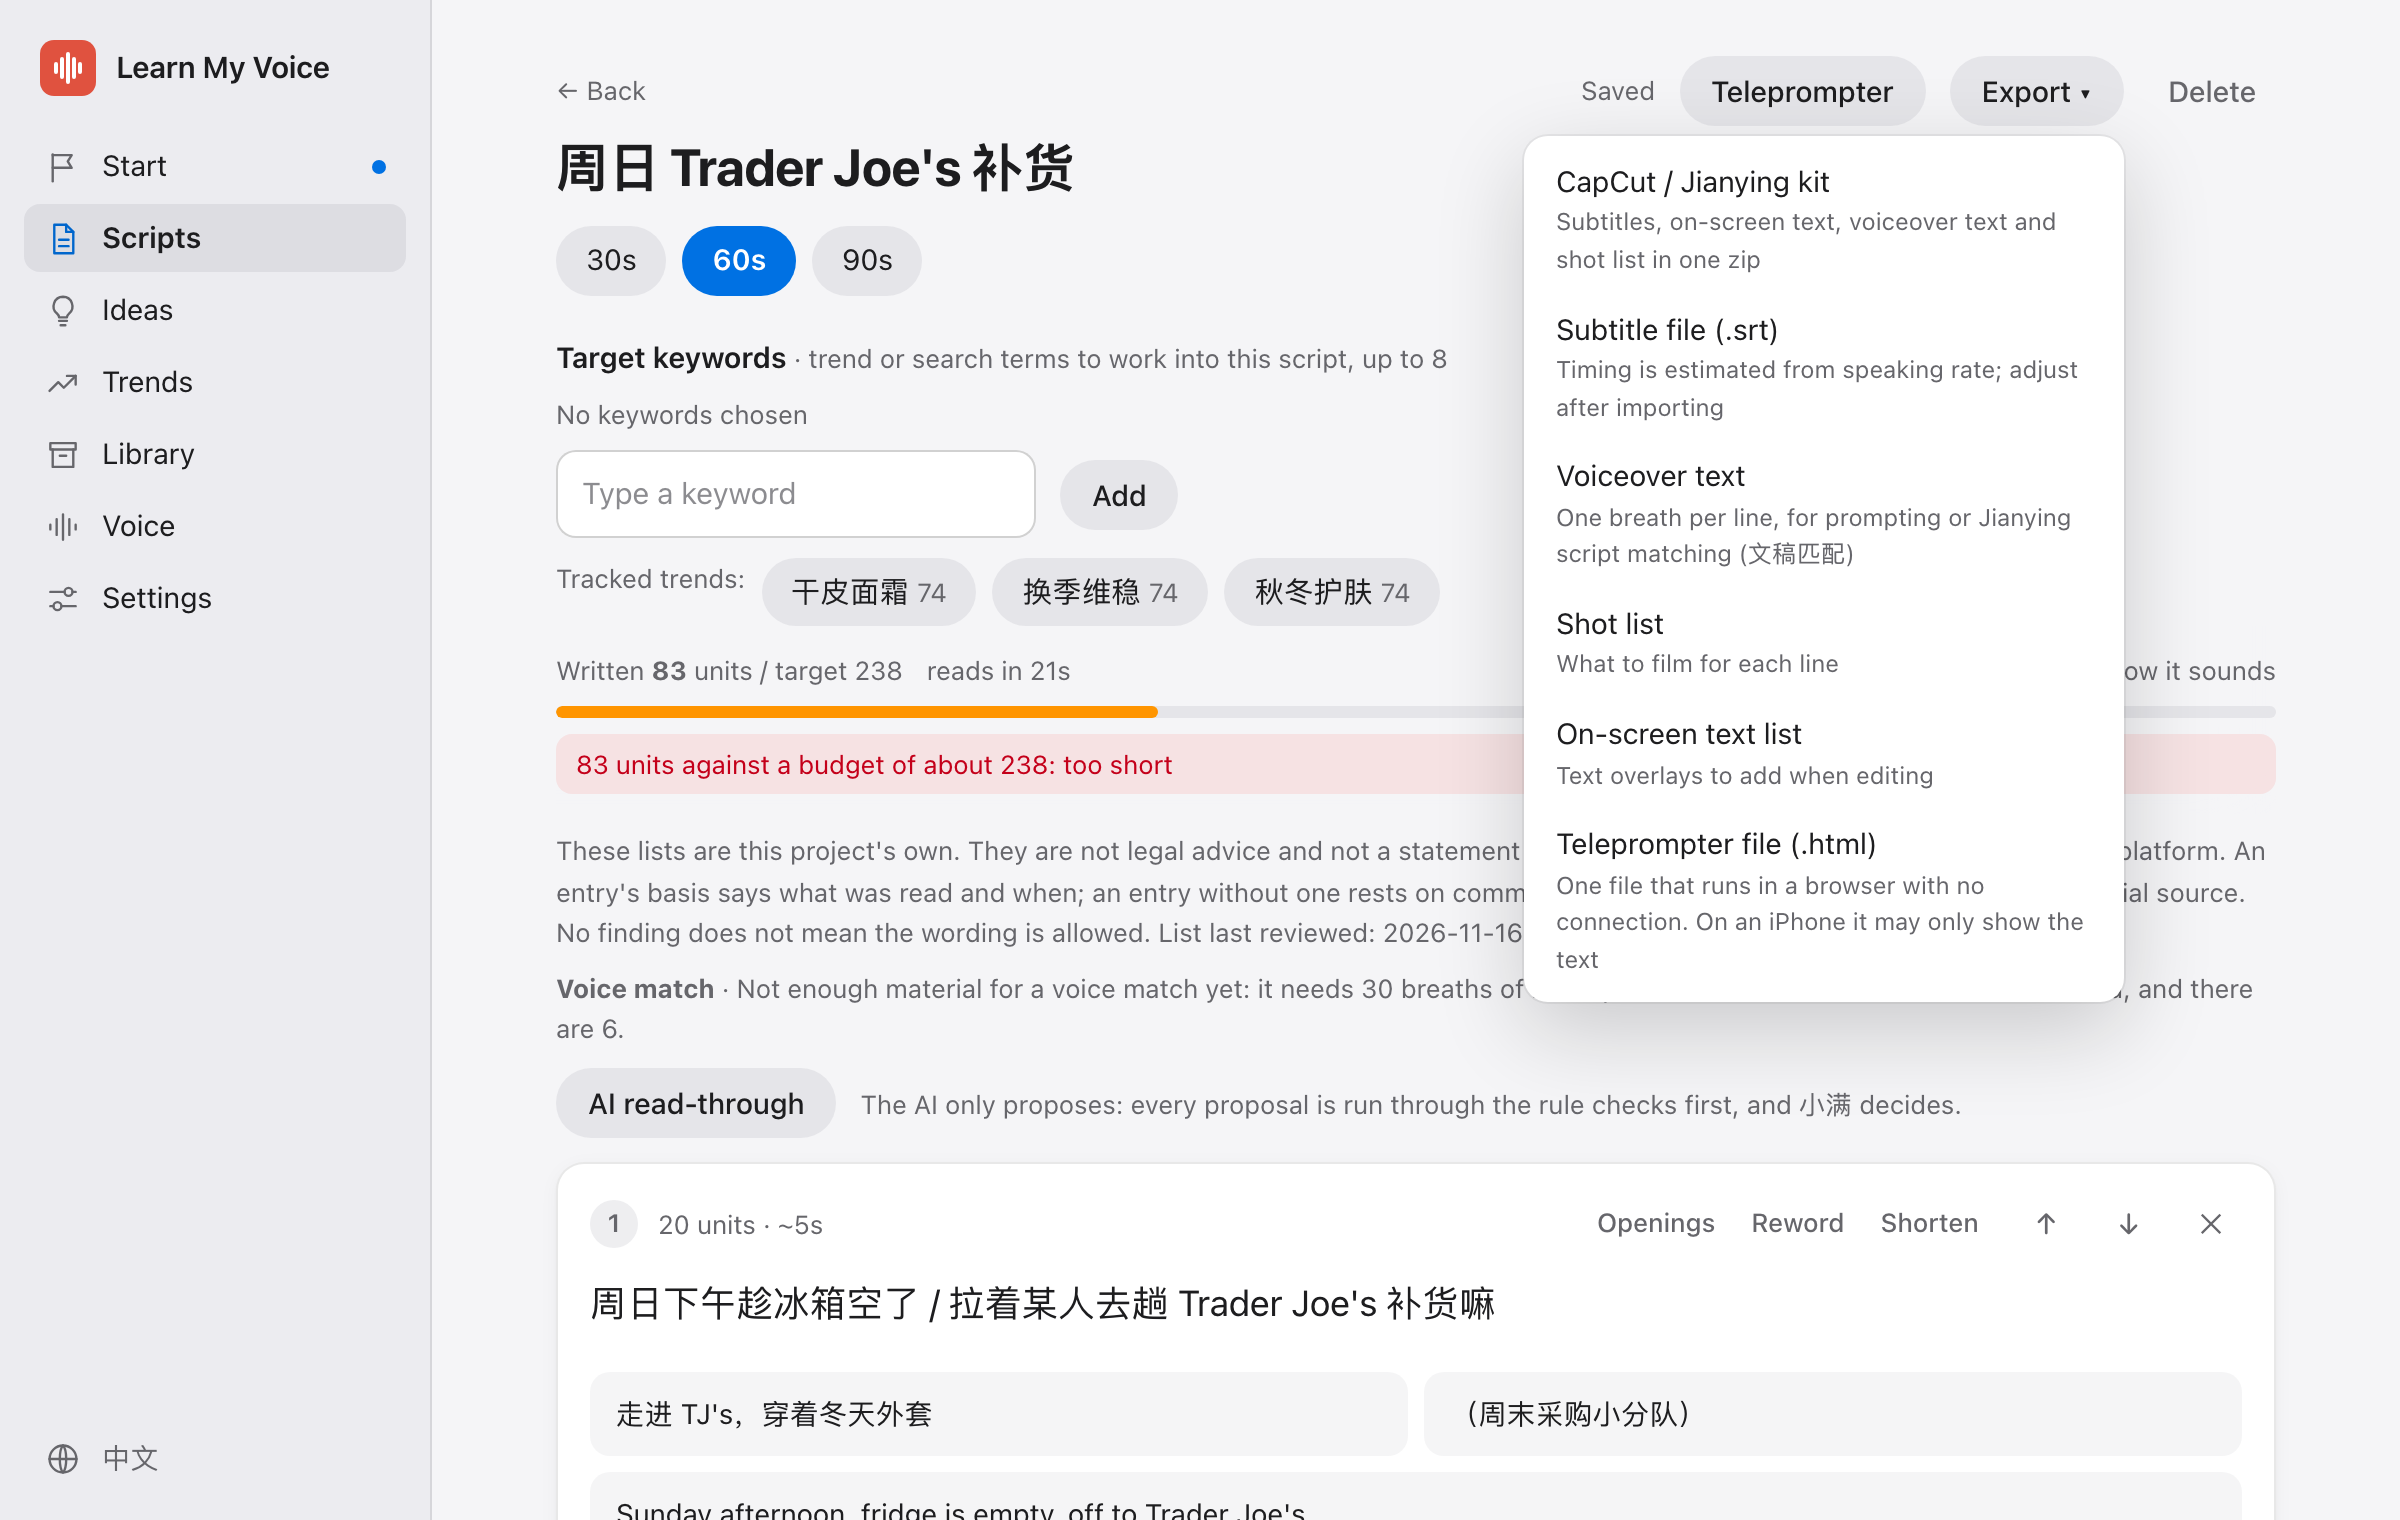 Learn My Voice
Start
Scripts
Ideas
Trends
Library
Voice
Settings
中文
← Back
Saved
Teleprompter
Export ▾
Delete
周日 Trader Joe's 补货
30s
60s
90s
Target keywords · trend or search terms to work into this script, up to 8
No keywords chosen
Type a keyword
Add
Tracked trends:
干皮面霜 74
换季维稳 74
秋冬护肤 74
Written 83 units / target 238 reads in 21s
it sounds
83 units against a budget of about 238: too short
These lists are this project's own. They are not legal advice and not a statement
platform. An
entry's basis says what was read and when; an entry without one rests on
source.
No finding does not mean the wording is allowed. List last reviewed: 2026-11-16
Voice match · Not enough material for a voice match yet: it needs 30 breaths of
, and there
are 6.
CapCut / Jianying kit
Subtitles, on-screen text, voiceover text and
shot list in one zip
Subtitle file (.srt)
Timing is estimated from speaking rate; adjust
after importing
Voiceover text
One breath per line, for prompting or Jianying
script matching (文稿匹配)
Shot list
What to film for each line
On-screen text list
Text overlays to add when editing
Teleprompter file (.html)
One file that runs in a browser with no
connection. On an iPhone it may only show the
text
AI read-through
The AI only proposes: every proposal is run through the rule checks first, and 小满 decides.
1
20 units · ~5s
Openings
Reword
Shorten
↑
↓
×
周日下午趁冰箱空了 / 拉着某人去趟 Trader Joe's 补货嘛
走进 TJ's，穿着冬天外套
（周末采购小分队）
Sunday afternoon, fridge is empty, off to Trader Joe's